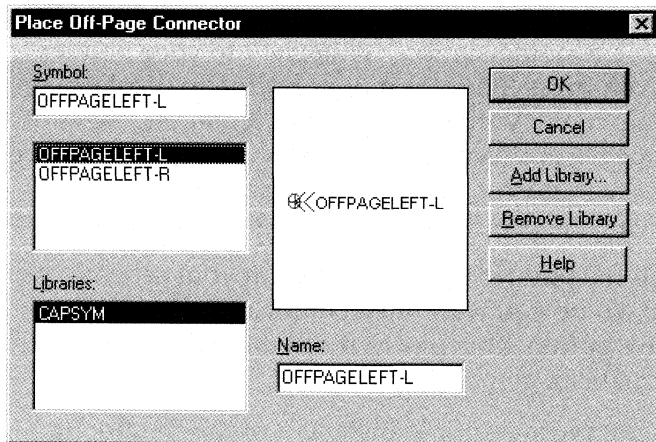 Place Off-Page Connector
Symbol:
OFFPAGELEFT-L
OFFPAGELEFT-L
OFFPAGELEFT-R
Libraries:
CAPSYM
OFFPAGELEFT-L
Name:
OFFPAGELEFT-L
OK
Cancel
Add Library...
Remove Library
Help